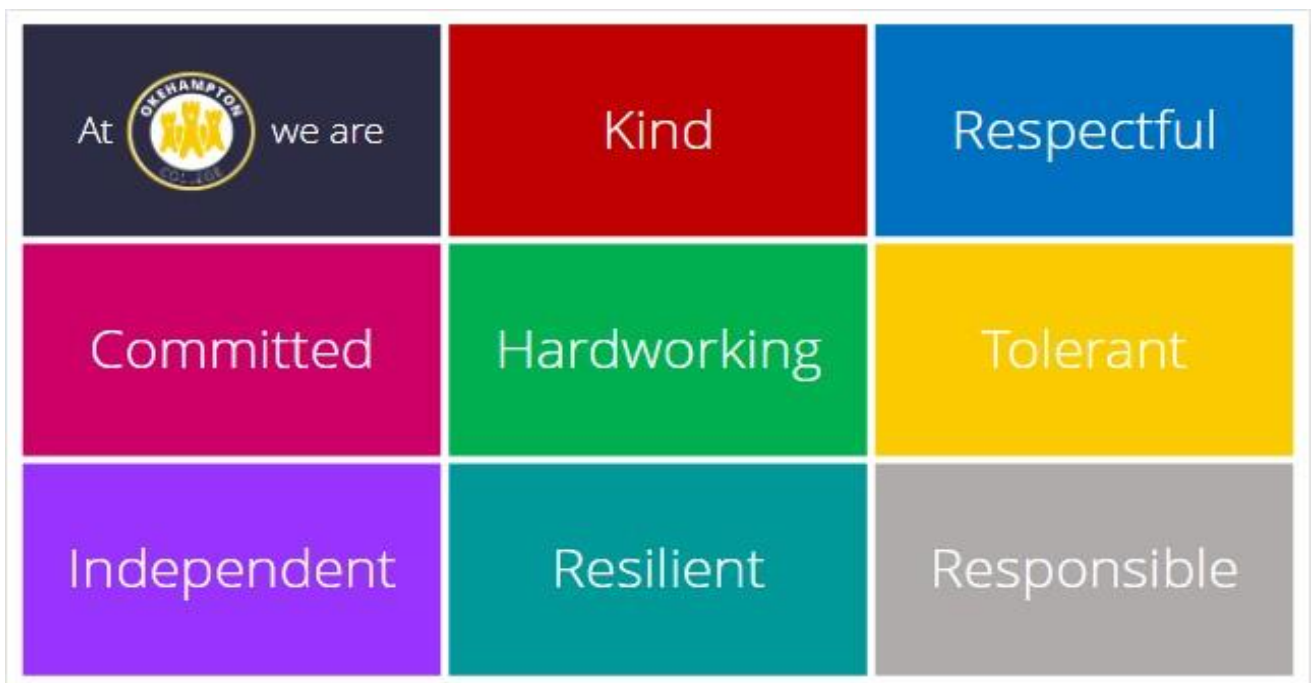 At OKEHAMPTON COLLEGE we are
Kind
Respectful
Committed
Hardworking
Tolerant
Independent
Resilient
Responsible